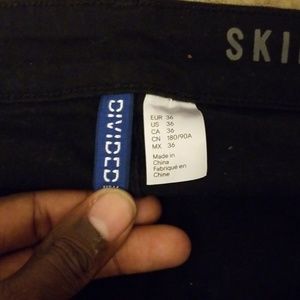 SKI
DIVIDED
EUR 36
US 36
CA 36
CN 180/90A
MX 36
Made in
China
Fabriqué en
Chine